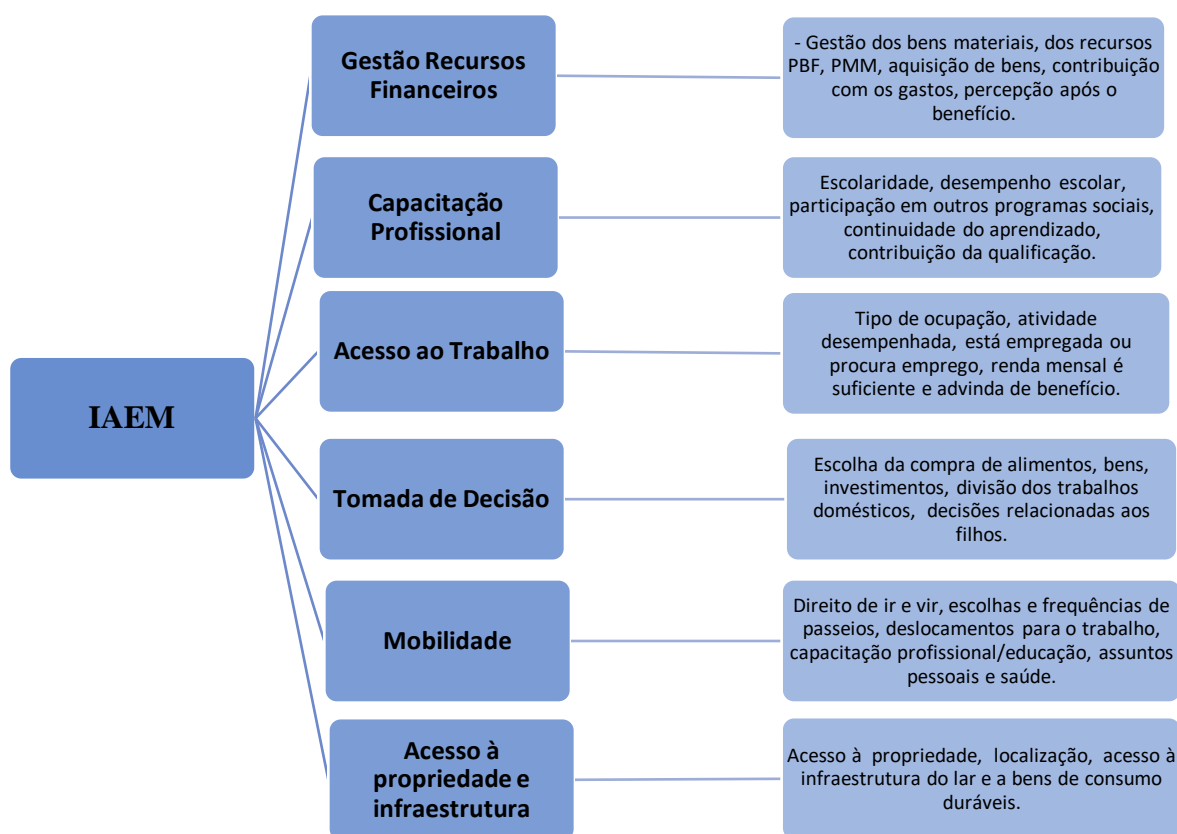 Gestão Recursos
Financeiros
- Gestão dos bens materiais, dos recursos
PBF, PMM, aquisição de bens, contribuição
com os gastos, percepção após o
benefício.
Capacitação
Profissional
Escolaridade, desempenho escolar,
participação em outros programas sociais,
continuidade do aprendizado,
contribuição da qualificação.
Acesso ao Trabalho
Tipo de ocupação, atividade
desempenhada, está empregada ou
procura emprego, renda mensal é
suficiente e advinda de benefício.
IAEM
Tomada de Decisão
Escolha da compra de alimentos, bens,
investimentos, divisão dos trabalhos
domésticos, decisões relacionadas aos
filhos.
Mobilidade
Direito de ir e vir, escolhas e frequências de
passeios, deslocamentos para o trabalho,
capacitação profissional/educação, assuntos
pessoais e saúde.
Acesso à
propriedade e
infraestrutura
Acesso à propriedade, localização, acesso à
infraestrutura do lar e a bens de consumo
duráveis.